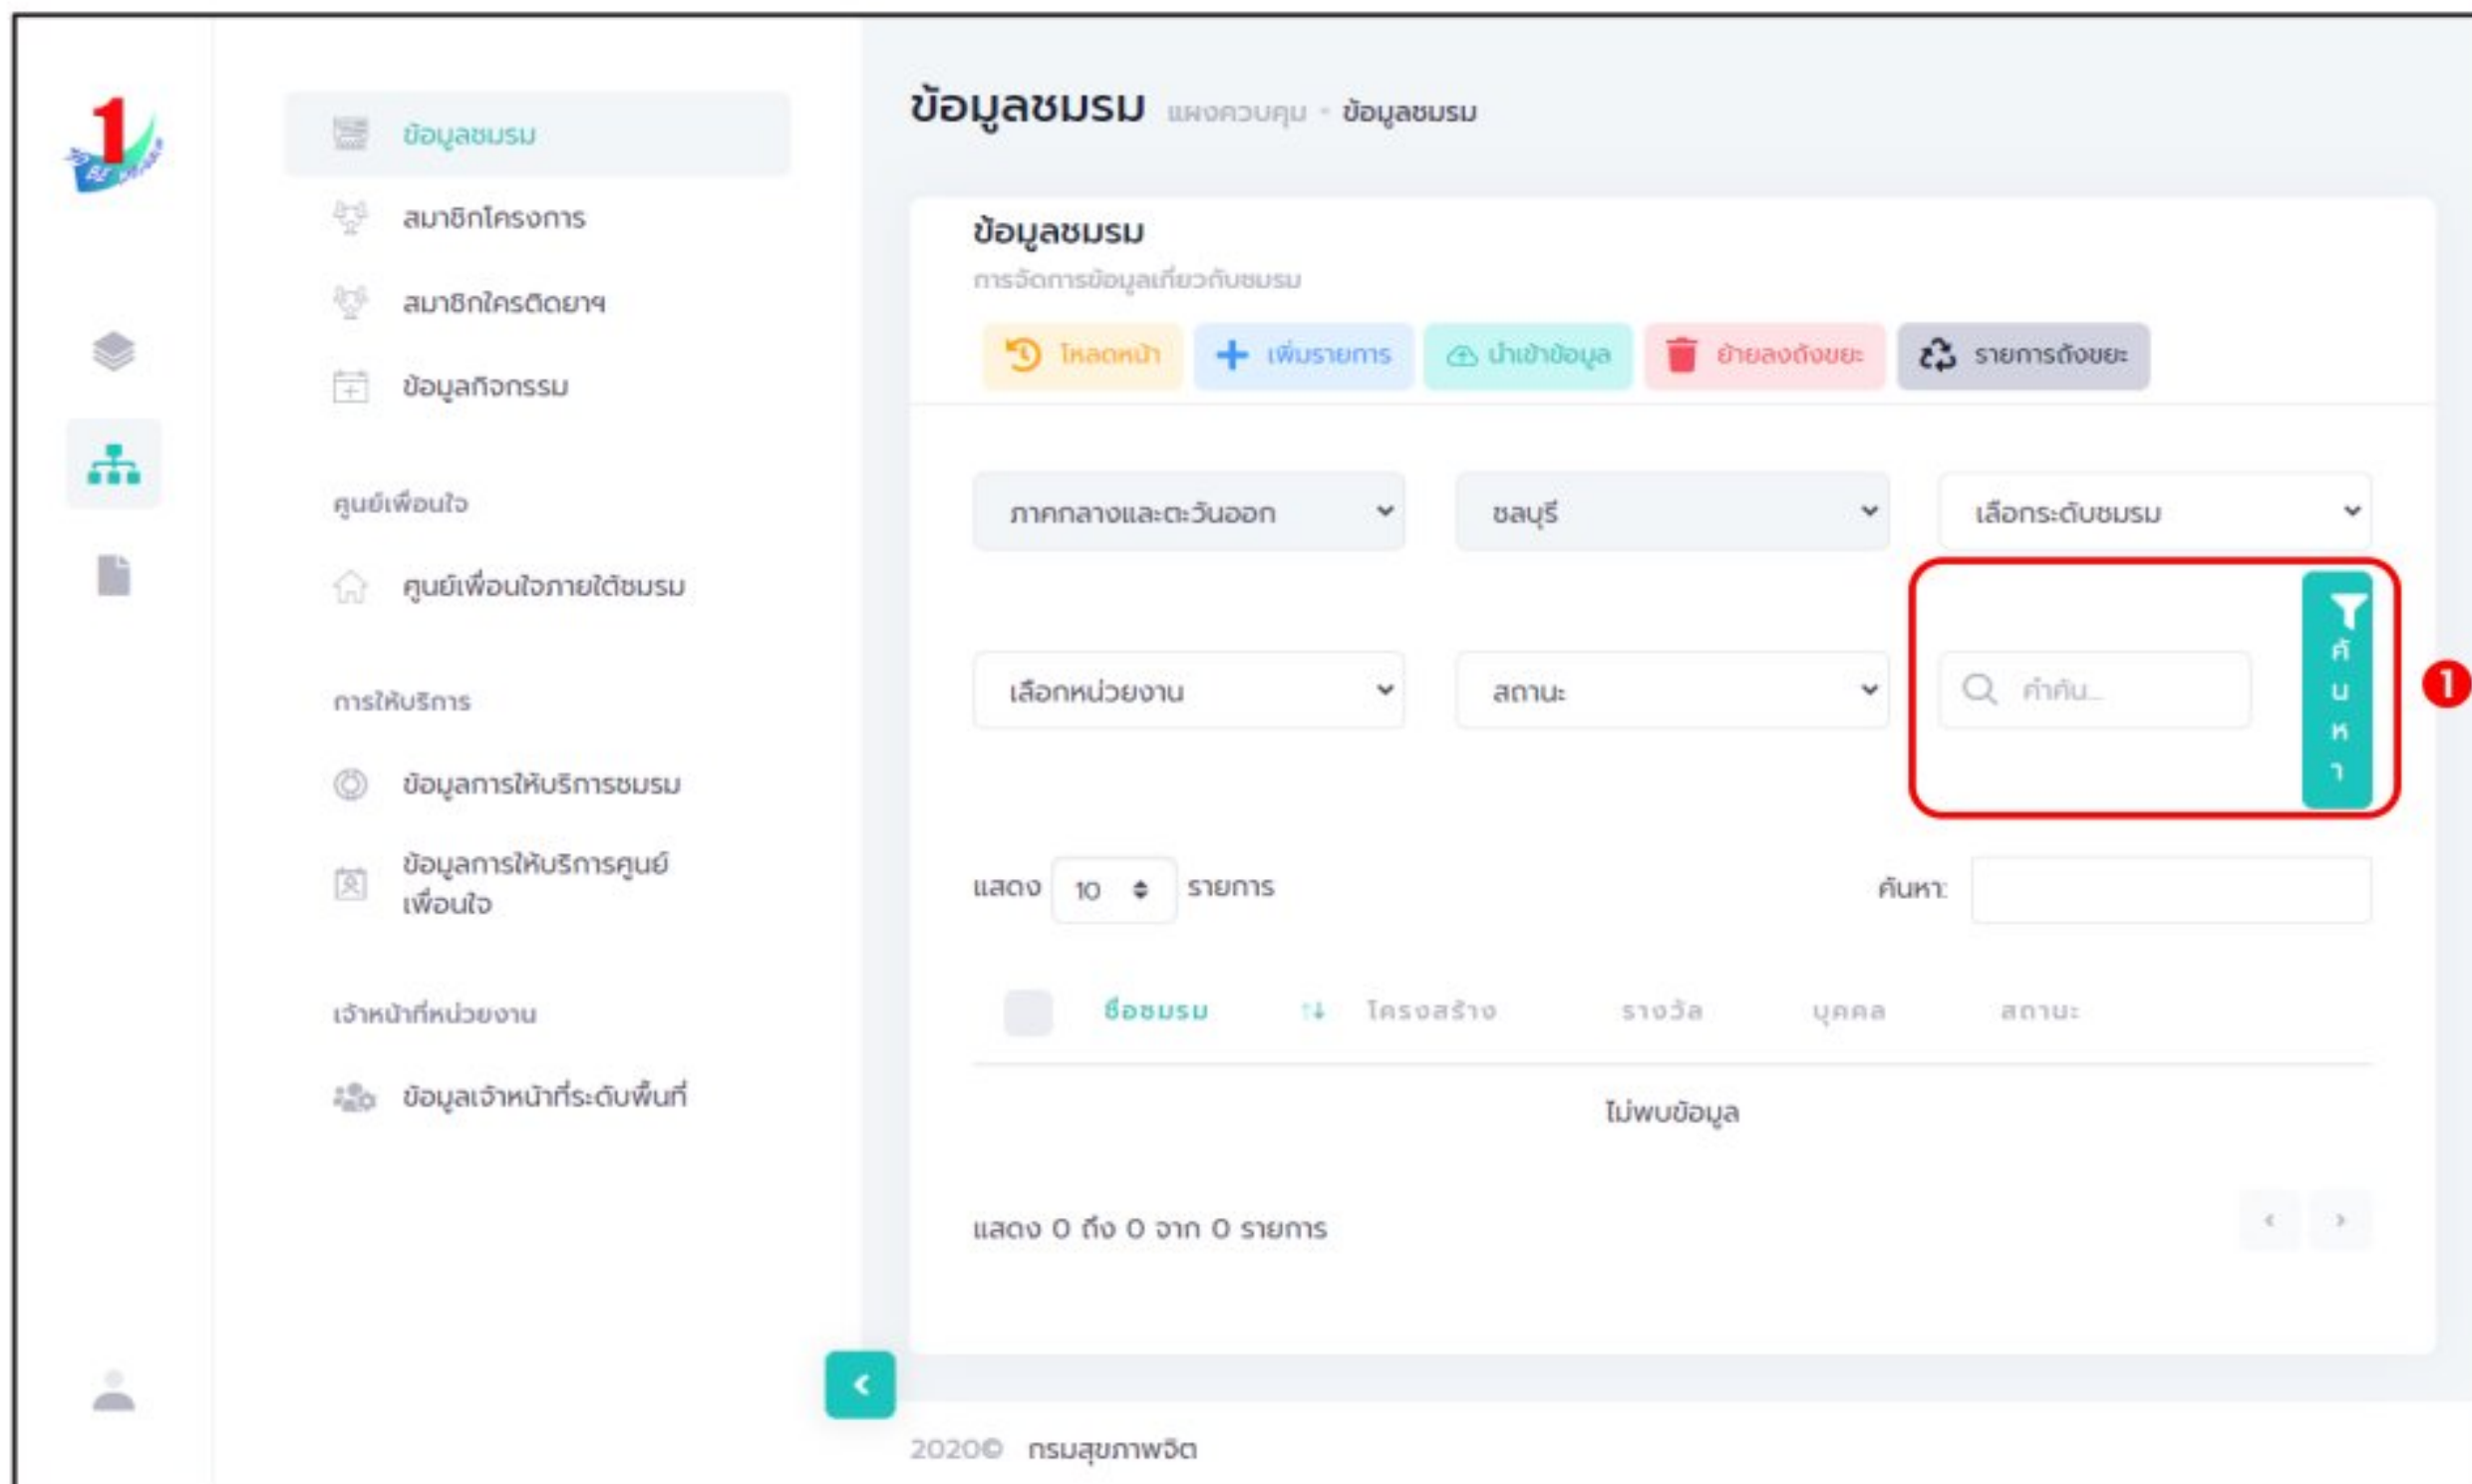 1
ข้อมูลชมรม
สมาชิกโครงการ
สมาชิกใครติดยาฯ
ข้อมูลกิจกรรม
ศูนย์เพื่อนใจ
ศูนย์เพื่อนใจภายใต้ชมรม
การให้บริการ
ข้อมูลการให้บริการชมรม
ข้อมูลการให้บริการศูนย์
เพื่อนใจ
เจ้าหน้าที่หน่วยงาน
ข้อมูลเจ้าหน้าที่ระดับพื้นที่
ข้อมูลชมรม แผงควบคุม - ข้อมูลชมรม
ข้อมูลชมรม
การจัดการข้อมูลเกี่ยวกับชมรม
โหลดหน้า เพิ่มรายการ นำเข้าข้อมูล ย้ายลงถังขยะ รายการถังขยะ
ภาคกลางและตะวันออก ชลบุรี เลือกระดับชมรม
เลือกหน่วยงาน สถานะ คำค้น... ค้นหา 1
แสดง 10 รายการ ค้นหา:
ชื่อชมรม โครงสร้าง รางวัล บุคคล สถานะ
ไม่พบข้อมูล
แสดง 0 ถึง 0 จาก 0 รายการ
2020© กรมสุขภาพจิต